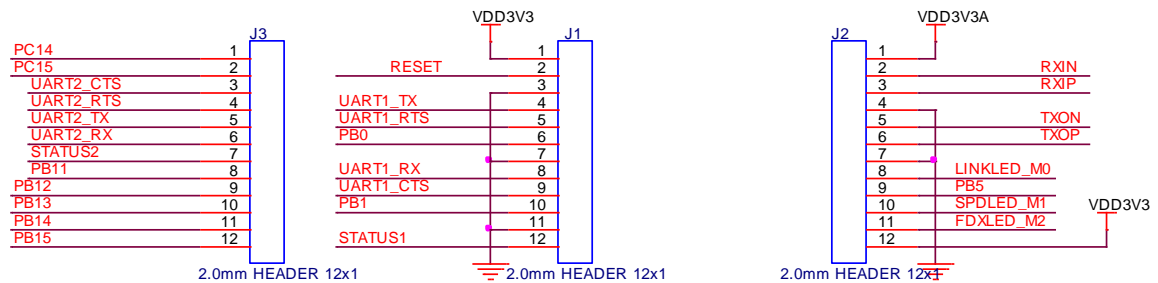 VDD3V3 VDD3V3A
J3 J1 J2
PC14 1 1 1
PC15 2 RESET 2 2 RXIN
UART2_CTS 3 3 3 RXIP
UART2_RTS 4 UART1_TX 4 4
UART2_TX 5 UART1_RTS 5 5 TXON
UART2_RX 6 PB0 6 6 TXOP
STATUS2 7 7 7
PB11 8 UART1_RX 8 8 LINKLED_M0
PB12 9 UART1_CTS 9 9 PB5
PB13 10 PB1 10 10 SPDLED_M1 VDD3V3
PB14 11 11 11 FDXLED_M2
PB15 12 STATUS1 12 12
2.0mm HEADER 12x1 2.0mm HEADER 12x1 2.0mm HEADER 12x1